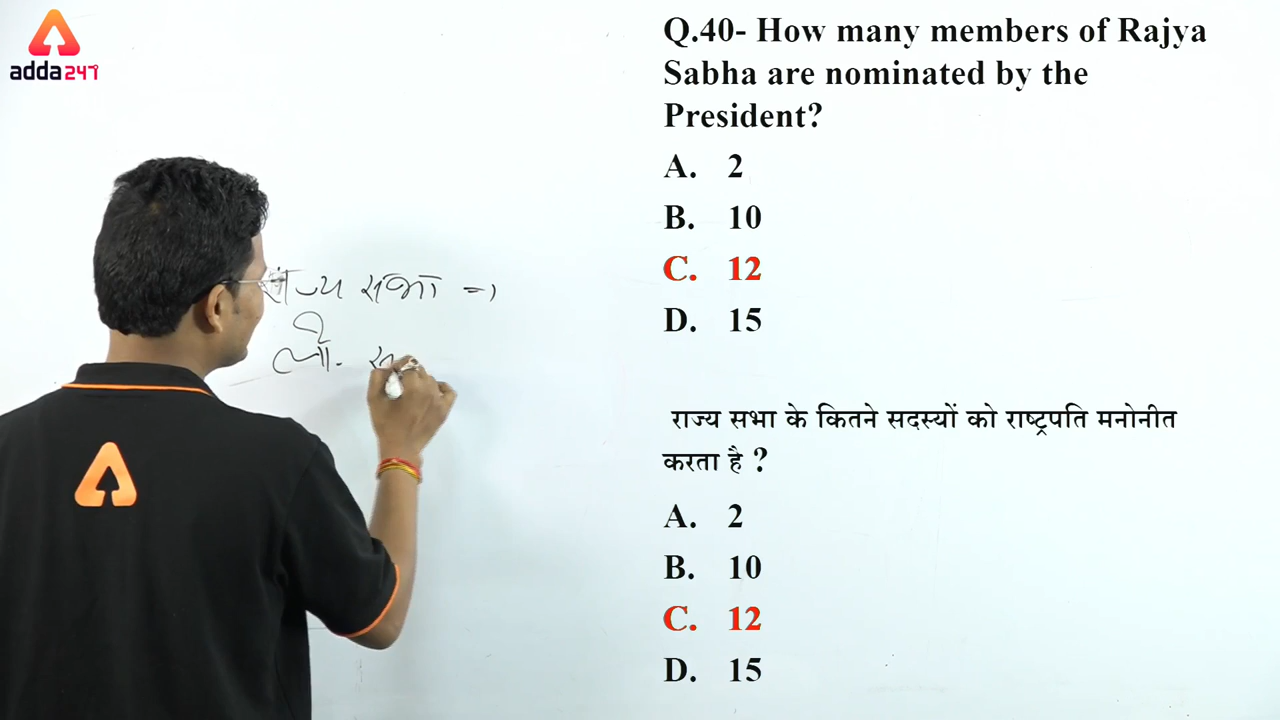 adda247
Q.40- How many members of Rajya
Sabha are nominated by the
President?
A. 2
B. 10
C. 12
D. 15
राज्य सभा के कितने सदस्यों को राष्ट्रपति मनोनीत
करता है ?
A. 2
B. 10
C. 12
D. 15
राज्य सभा